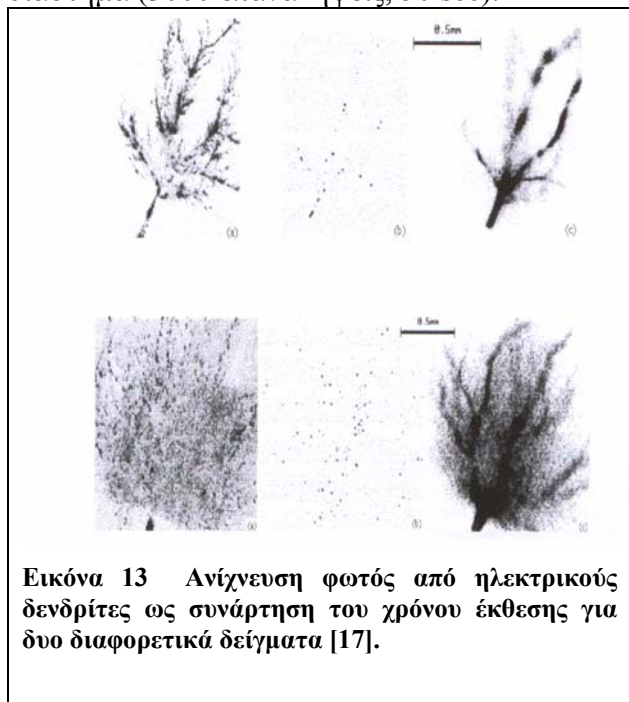 0.5mm
(a) (b) (c)
0.5mm
(b) (c)
Εικόνα 13 Ανίχνευση φωτός από ηλεκτρικούς
δενδρίτες ως συνάρτηση του χρόνου έκθεσης για
δυο διαφορετικά δείγματα [17].